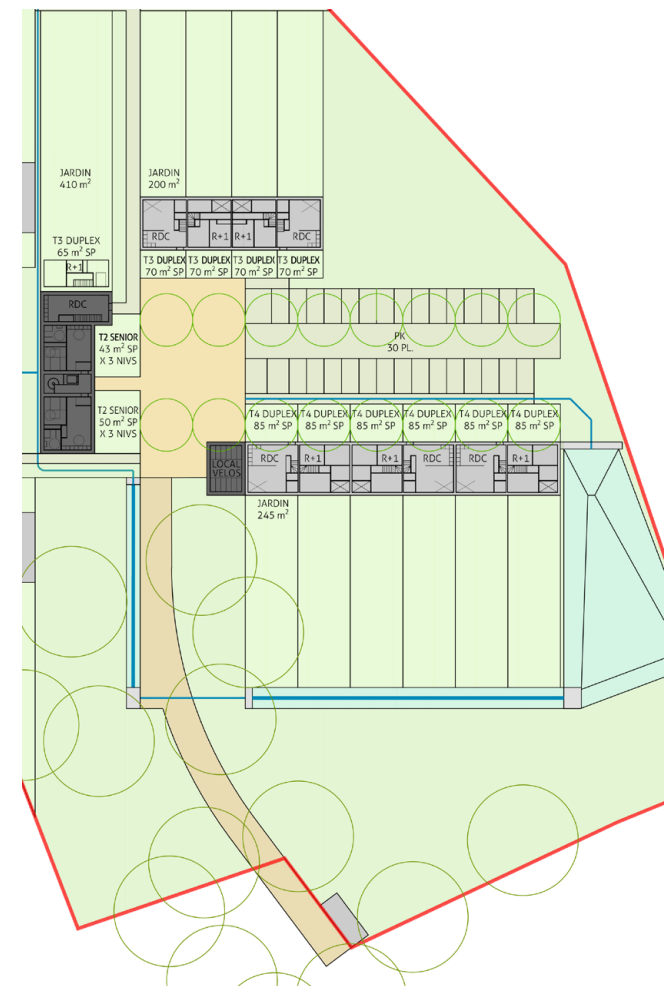 JARDIN
410 m²
JARDIN
200 m²
RDC
R+1
R+1
RDC
T3 DUPLEX
65 m² SP
R+1
T3 DUPLEX
70 m² SP
T3 DUPLEX
70 m² SP
T3 DUPLEX
70 m² SP
T3 DUPLEX
70 m² SP
RDC
T2 SENIOR
43 m² SP
X 3 NIVS
PK
30 PL.
T2 SENIOR
50 m² SP
X 3 NIVS
T4 DUPLEX
85 m² SP
T4 DUPLEX
85 m² SP
T4 DUPLEX
85 m² SP
T4 DUPLEX
85 m² SP
T4 DUPLEX
85 m² SP
T4 DUPLEX
85 m² SP
LOCAL
VELOS
RDC
R+1
R+1
RDC
RDC
R+1
JARDIN
245 m²